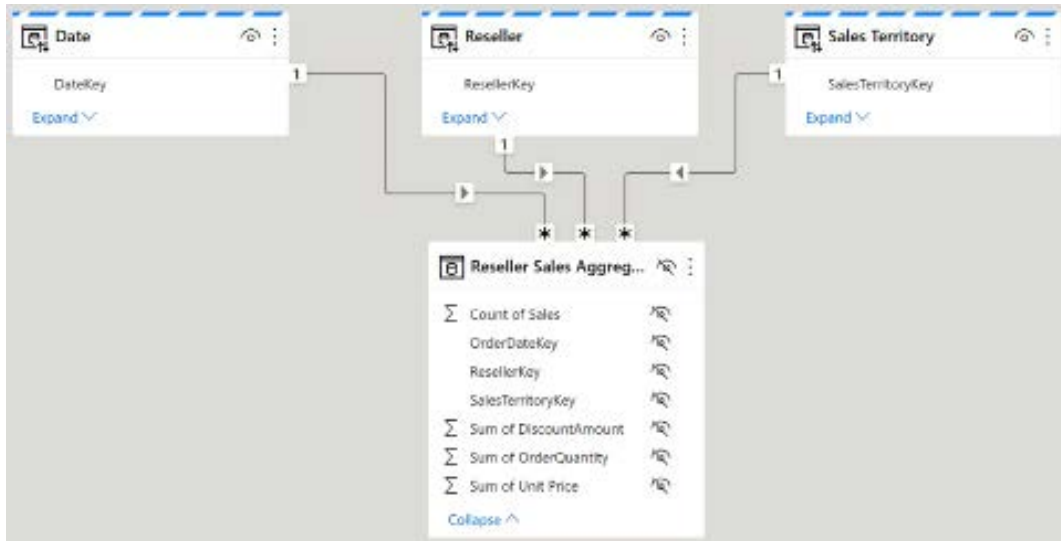 Date
DateKey
Expand
Reseller
ResellerKey
Expand
Sales Territory
SalesTerritoryKey
Expand
1
1
1
*
*
*
Reseller Sales Aggreg...
Σ Count of Sales
OrderDateKey
ResellerKey
SalesTerritoryKey
Σ Sum of DiscountAmount
Σ Sum of OrderQuantity
Σ Sum of Unit Price
Collapse